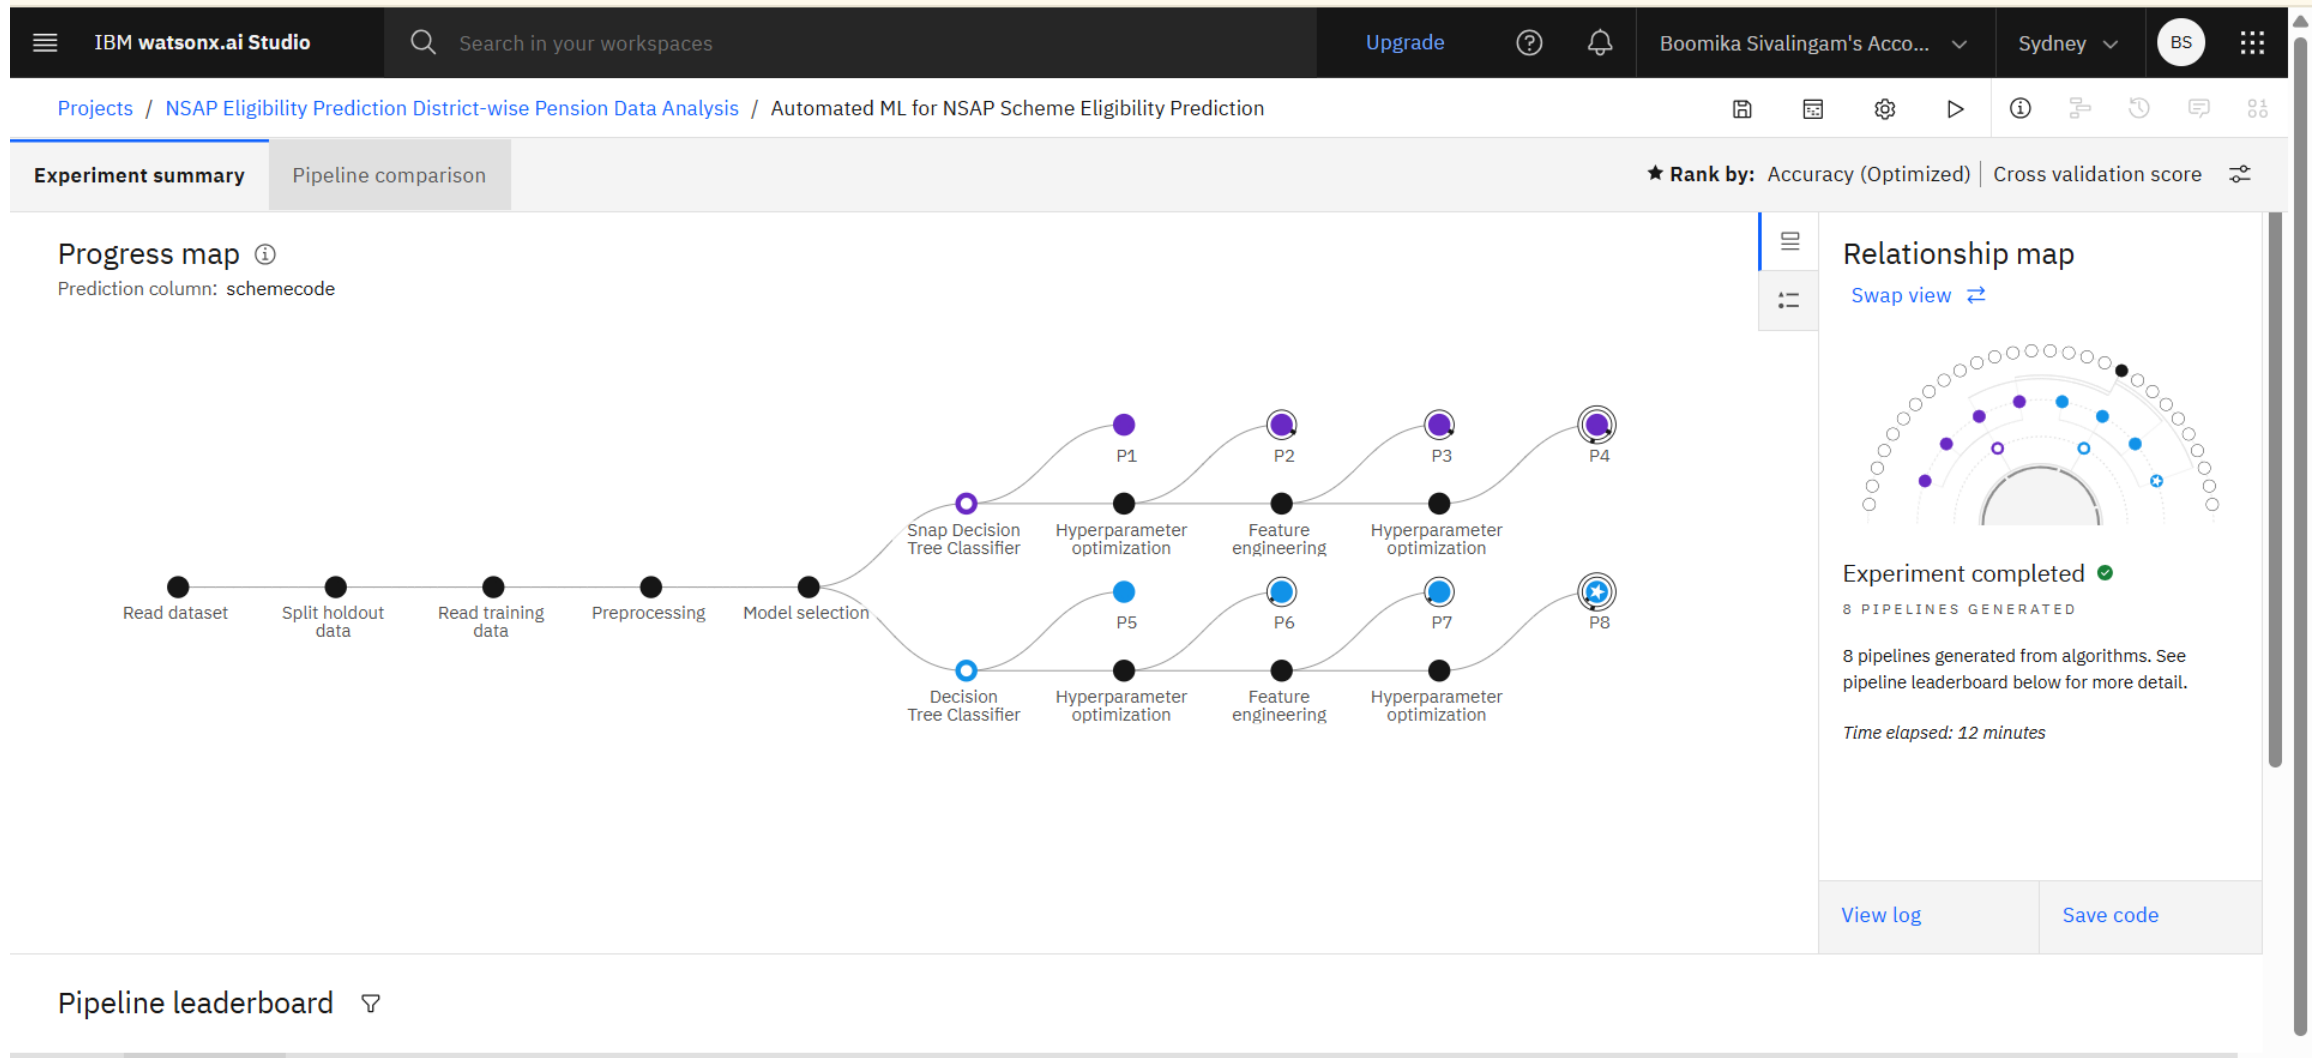 IBM watsonx.ai Studio
Search in your workspaces
Upgrade
Boomika Sivalingam's Acco...
Sydney
BS
Projects / NSAP Eligibility Prediction District-wise Pension Data Analysis / Automated ML for NSAP Scheme Eligibility Prediction
Experiment summary
Pipeline comparison
Rank by: Accuracy (Optimized) | Cross validation score
Progress map
Prediction column: schemecode
P1
P2
P3
P4
Snap Decision
Tree Classifier
Hyperparameter
optimization
Feature
engineering
Hyperparameter
optimization
Read dataset
Split holdout
data
Read training
data
Preprocessing
Model selection
P5
P6
P7
P8
Decision
Tree Classifier
Hyperparameter
optimization
Feature
engineering
Hyperparameter
optimization
Relationship map
Swap view
Experiment completed
8 PIPELINES GENERATED
8 pipelines generated from algorithms. See
pipeline leaderboard below for more detail.
Time elapsed: 12 minutes
View log
Save code
Pipeline leaderboard